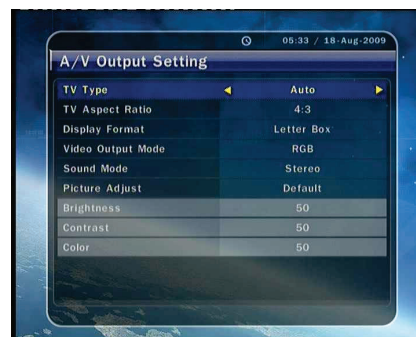 05:33 / 18-Aug-2009
A/V Output Setting
TV Type Auto
TV Aspect Ratio 4:3
Display Format Letter Box
Video Output Mode RGB
Sound Mode Stereo
Picture Adjust Default
Brightness 50
Contrast 50
Color 50